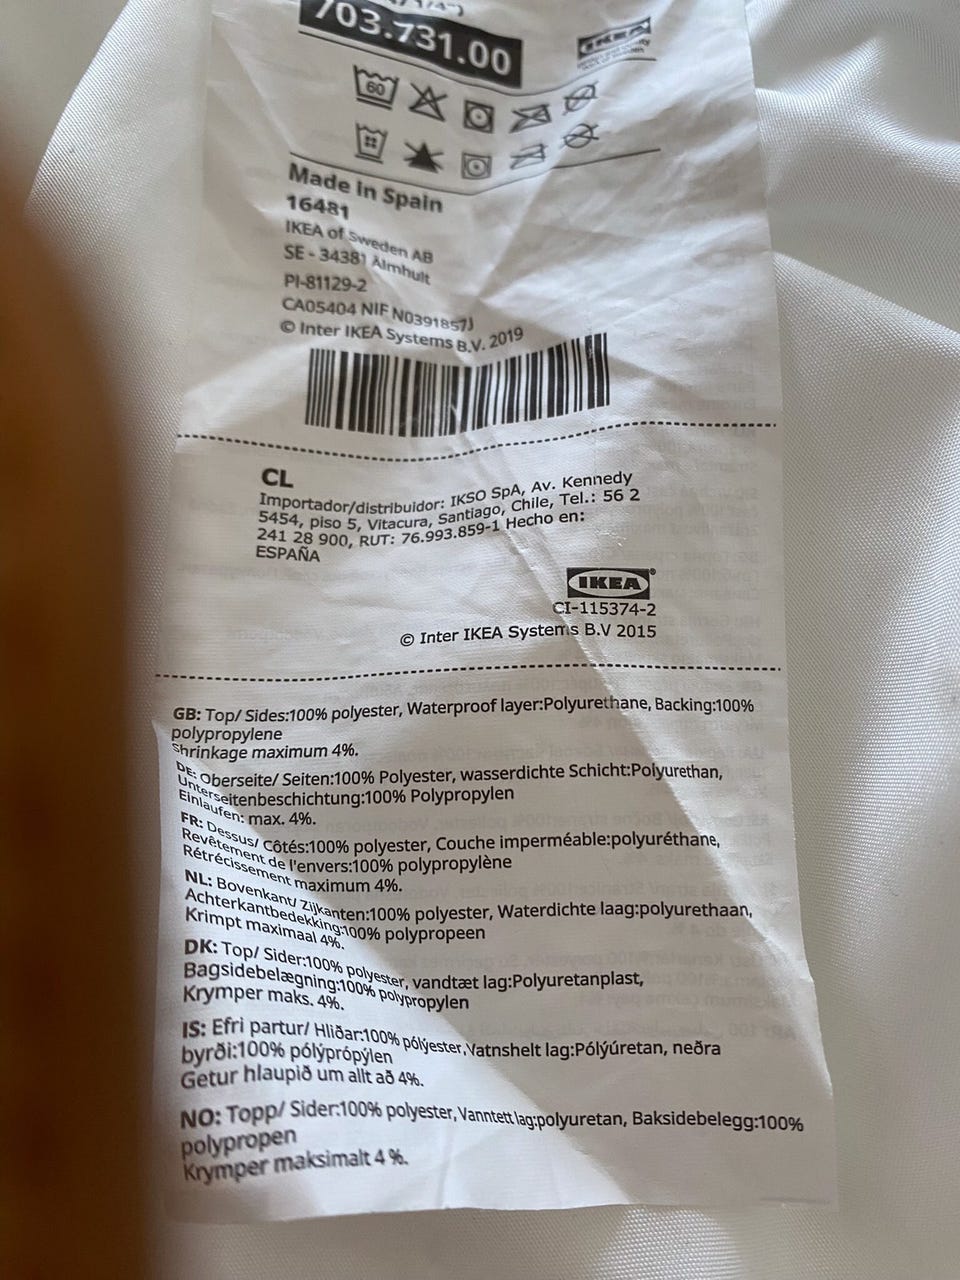 703.731.00
IKEA
60
Made in Spain
16481
IKEA of Sweden AB
SE - 34381 Älmhult
PI-81129-2
CA05404 NIF N0391857J
© Inter IKEA Systems B.V. 2019
CL
Importador/distribuidor: IKSO SpA, Av. Kennedy
5454, piso 5, Vitacura, Santiago, Chile, Tel.: 56 2
241 28 900, RUT: 76.993.859-1 Hecho en:
ESPAÑA
IKEA®
CI-115374-2
© Inter IKEA Systems B.V 2015
GB: Top/ Sides:100% polyester, Waterproof layer:Polyurethane, Backing:100%
polypropylene
Shrinkage maximum 4%.
DE: Oberseite/ Seiten:100% Polyester, wasserdichte Schicht:Polyurethan,
Unterseitenbeschichtung:100% Polypropylen
Einlaufen: max. 4%.
FR: Dessus/ Côtés:100% polyester, Couche imperméable:polyuréthane,
Revêtement de l'envers:100% polypropylène
Rétrécissement maximum 4%.
NL: Bovenkant/ Zijkanten:100% polyester, Waterdichte laag:polyurethaan,
Achterkantbedekking:100% polypropeen
Krimpt maximaal 4%.
DK: Top/ Sider:100% polyester, vandtæt lag:Polyuretanplast,
Bagsidebelægning:100% polypropylen
Krymper maks. 4%.
IS: Efri partur/ Hliðar:100% pólýester, Vatnshelt lag:Pólýúretan, neðra
byrði:100% pólýprópýlen
Getur hlaupið um allt að 4%.
NO: Topp/ Sider:100% polyester, Vanntett lag:polyuretan, Baksidebelegg:100%
polypropen
Krymper maksimalt 4 %.